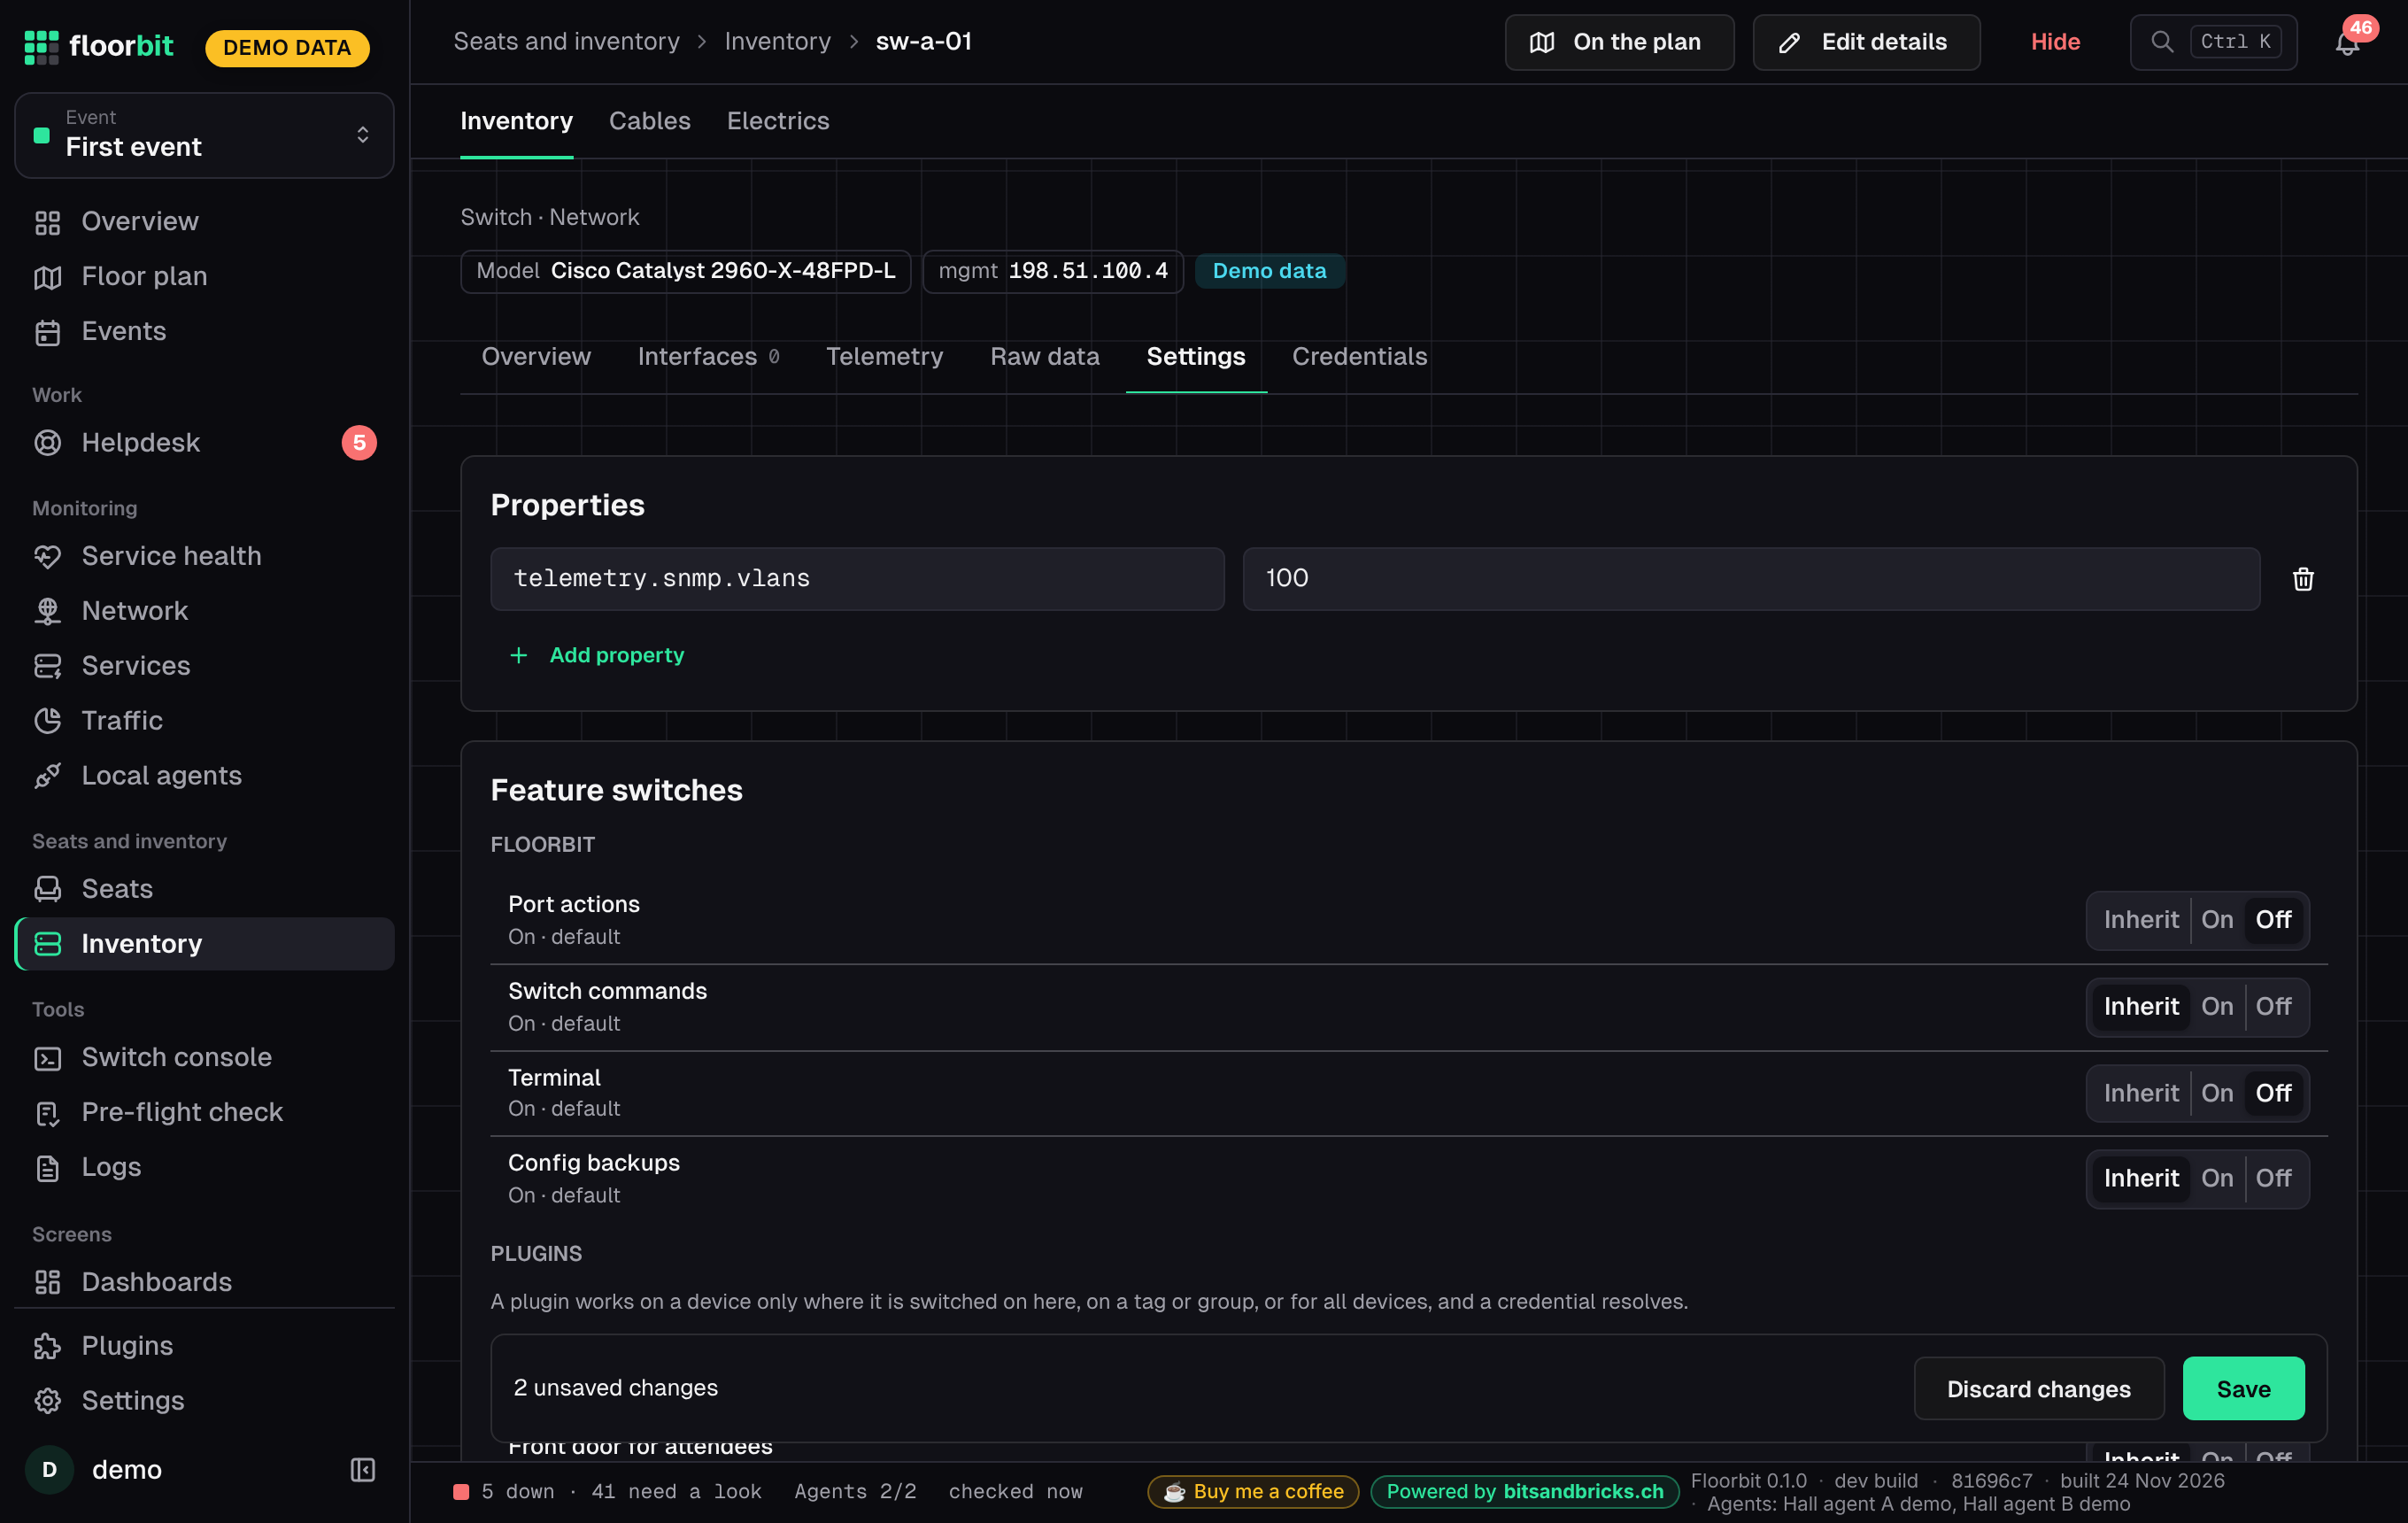 floorbit
DEMO DATA
Event
First event
Overview
Floor plan
Events
Work
Helpdesk
5
Monitoring
Service health
Network
Services
Traffic
Local agents
Seats and inventory
Seats
Inventory
Tools
Switch console
Pre-flight check
Logs
Screens
Dashboards
Plugins
Settings
D
demo
Seats and inventory > Inventory > sw-a-01
On the plan
Edit details
Hide
Ctrl K
46
Inventory Cables Electrics
Switch · Network
Model Cisco Catalyst 2960-X-48FPD-L
mgmt 198.51.100.4
Demo data
Overview Interfaces 0 Telemetry Raw data Settings Credentials
Properties
telemetry.snmp.vlans
100
+ Add property
Feature switches
FLOORBIT
Port actions
On · default
Inherit On Off
Switch commands
On · default
Inherit On Off
Terminal
On · default
Inherit On Off
Config backups
On · default
Inherit On Off
PLUGINS
A plugin works on a device only where it is switched on here, on a tag or group, or for all devices, and a credential resolves.
2 unsaved changes
Discard changes
Save
Front door for attendees
Inherit On Off
5 down · 41 need a look Agents 2/2 checked now
Buy me a coffee
Powered by bitsandbricks.ch
Floorbit 0.1.0 · dev build · 81696c7 · built 24 Nov 2026
· Agents: Hall agent A demo, Hall agent B demo